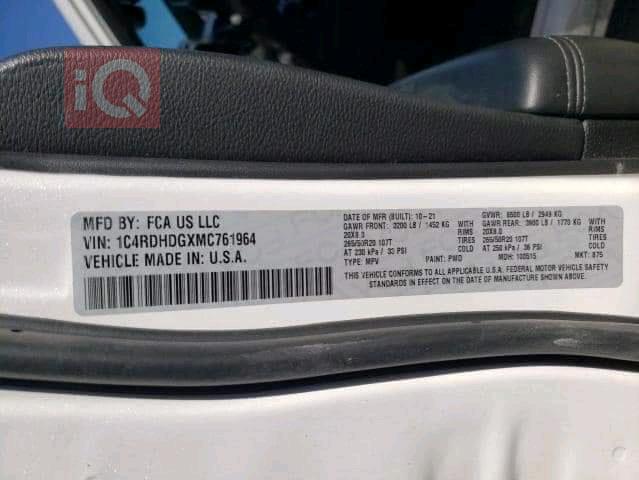 iQ
MFD BY: FCA US LLC
VIN: 1C4RDHDGXMC761964
VEHICLE MADE IN: U.S.A.
DATE OF MFR (BUILT): 10-21 GVWR: 6500 LB / 2949 KG
GAWR FRONT: 3200 LB / 1452 KG WITH GAWR REAR: 3900 LB / 1770 KG WITH
20X8.0 RIMS 20X8.0 RIMS
265/50R20 107T TIRES 265/50R20 107T TIRES
AT 230 kPa / 33 PSI COLD AT 250 kPa / 36 PSI COLD
TYPE: MPV PAINT: PWD MDH: 100515 MKT: 875
THIS VEHICLE CONFORMS TO ALL APPLICABLE U.S.A. FEDERAL MOTOR VEHICLE SAFETY
STANDARDS IN EFFECT ON THE DATE OF MANUFACTURE SHOWN ABOVE.